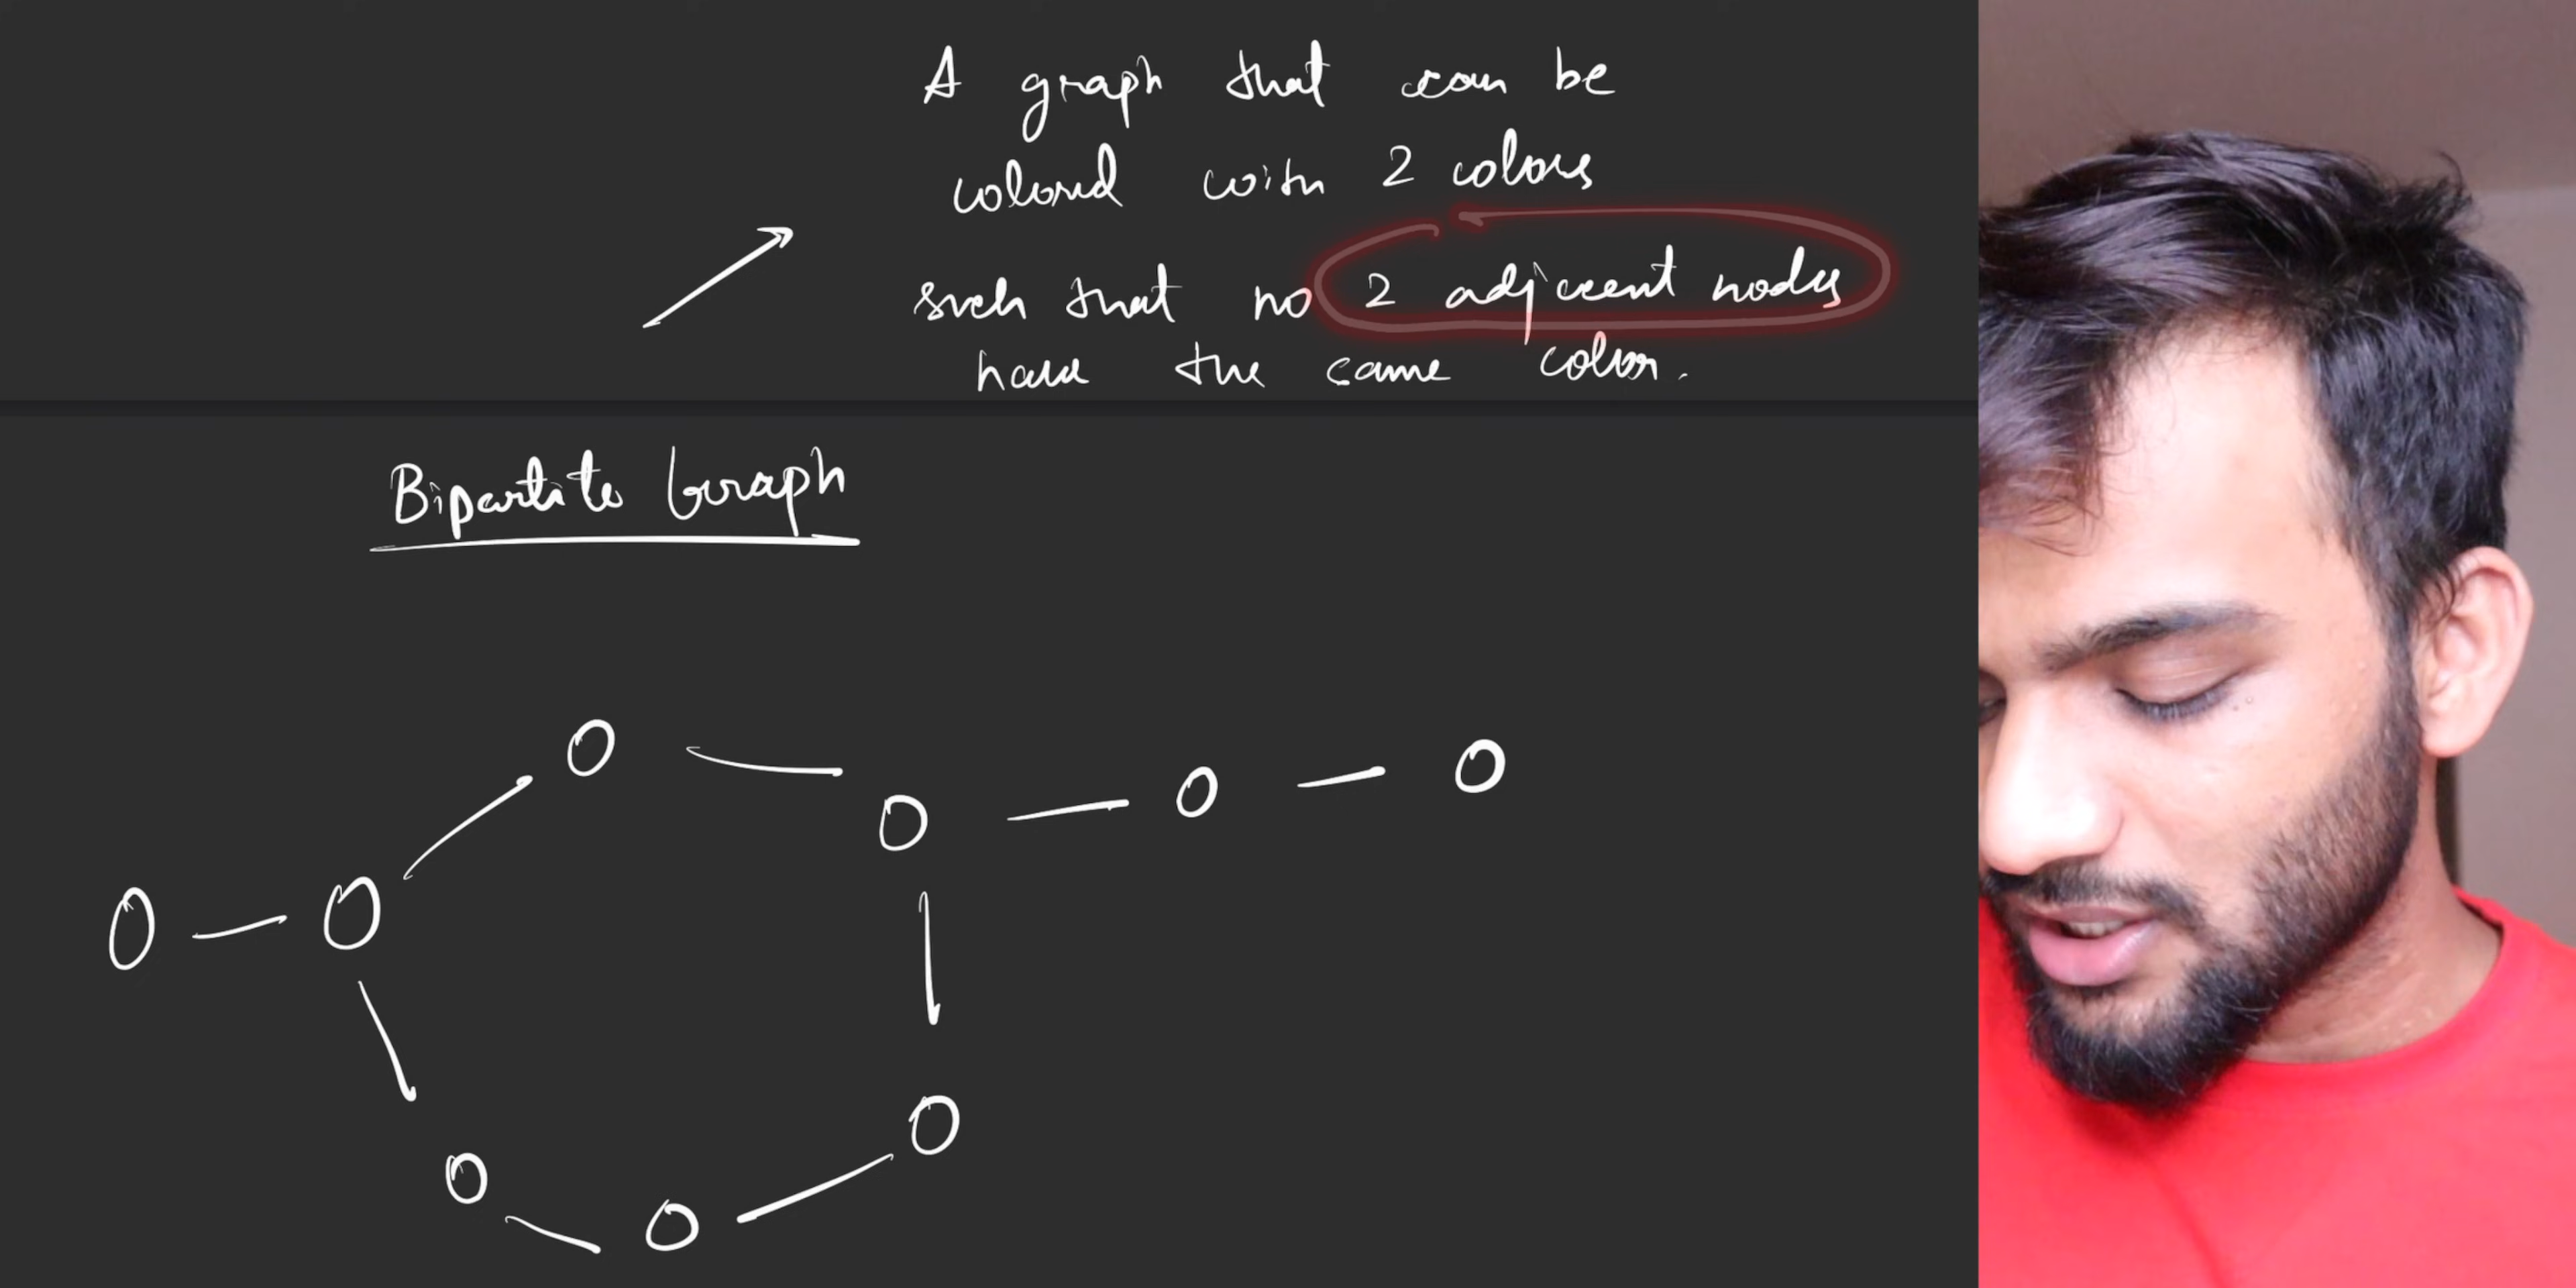 A graph that can be
colored with 2 colors
such that no 2 adjcent nodes
have the same color.
Bipartite Graph